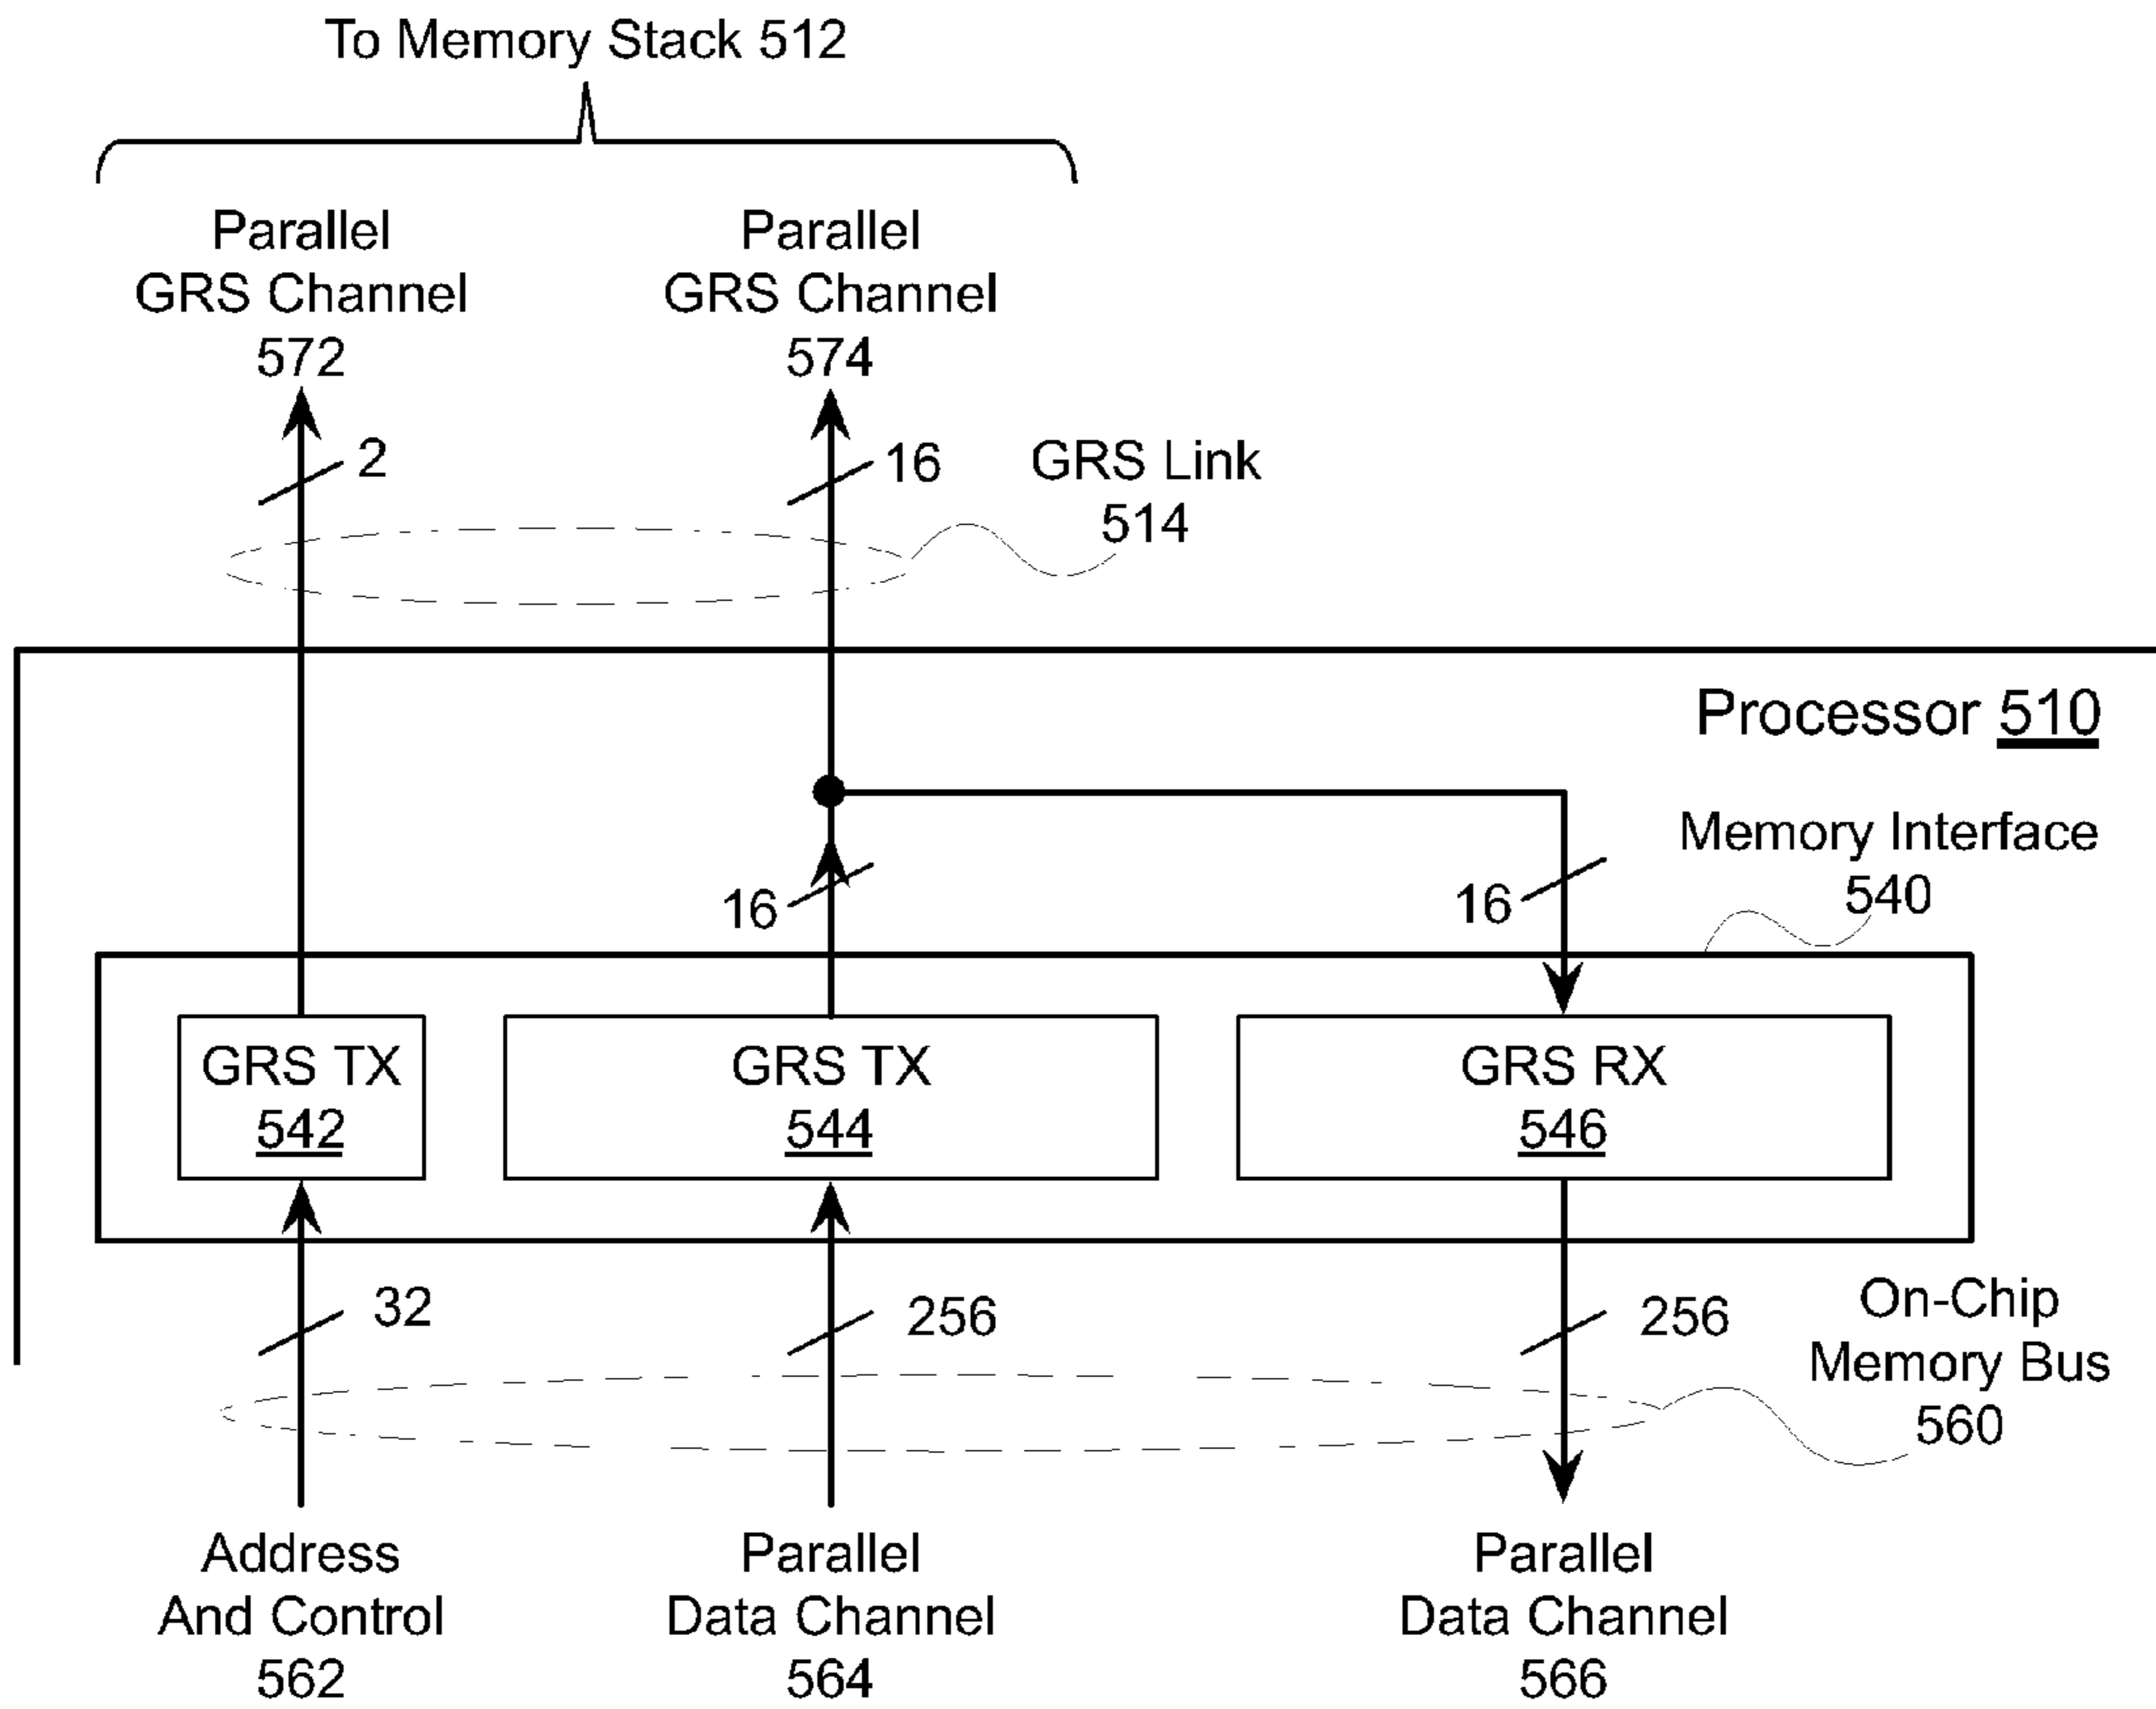 To Memory Stack 512
Parallel
GRS Channel
572
Parallel
GRS Channel
574
2
16
GRS Link
514
Processor 510
Memory Interface
540
16
16
GRS TX
542
GRS TX
544
GRS RX
546
32
256
256
On-Chip
Memory Bus
560
Address
And Control
562
Parallel
Data Channel
564
Parallel
Data Channel
566